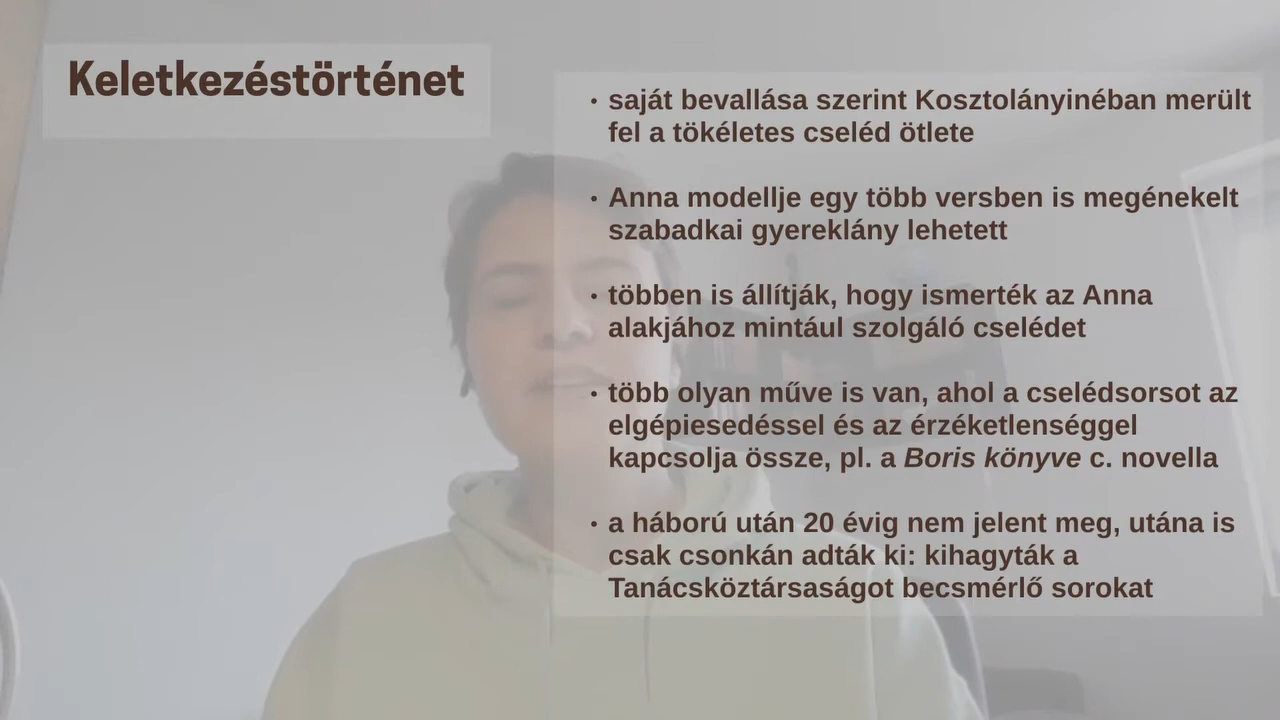 Keletkezéstörténet
• saját bevallása szerint Kosztolányinéban merült
fel a tökéletes cseléd ötlete
• Anna modellje egy több versben is megénekelt
szabadkai gyereklány lehetett
• többen is állítják, hogy ismerték az Anna
alakjához mintául szolgáló cselédet
• több olyan műve is van, ahol a cselédsorsot az
elgépiesedéssel és az érzéketlenséggel
kapcsolja össze, pl. a Boris könyve c. novella
• a háború után 20 évig nem jelent meg, utána is
csak csonkán adták ki: kihagyták a
Tanácsköztársaságot becsmérlő sorokat